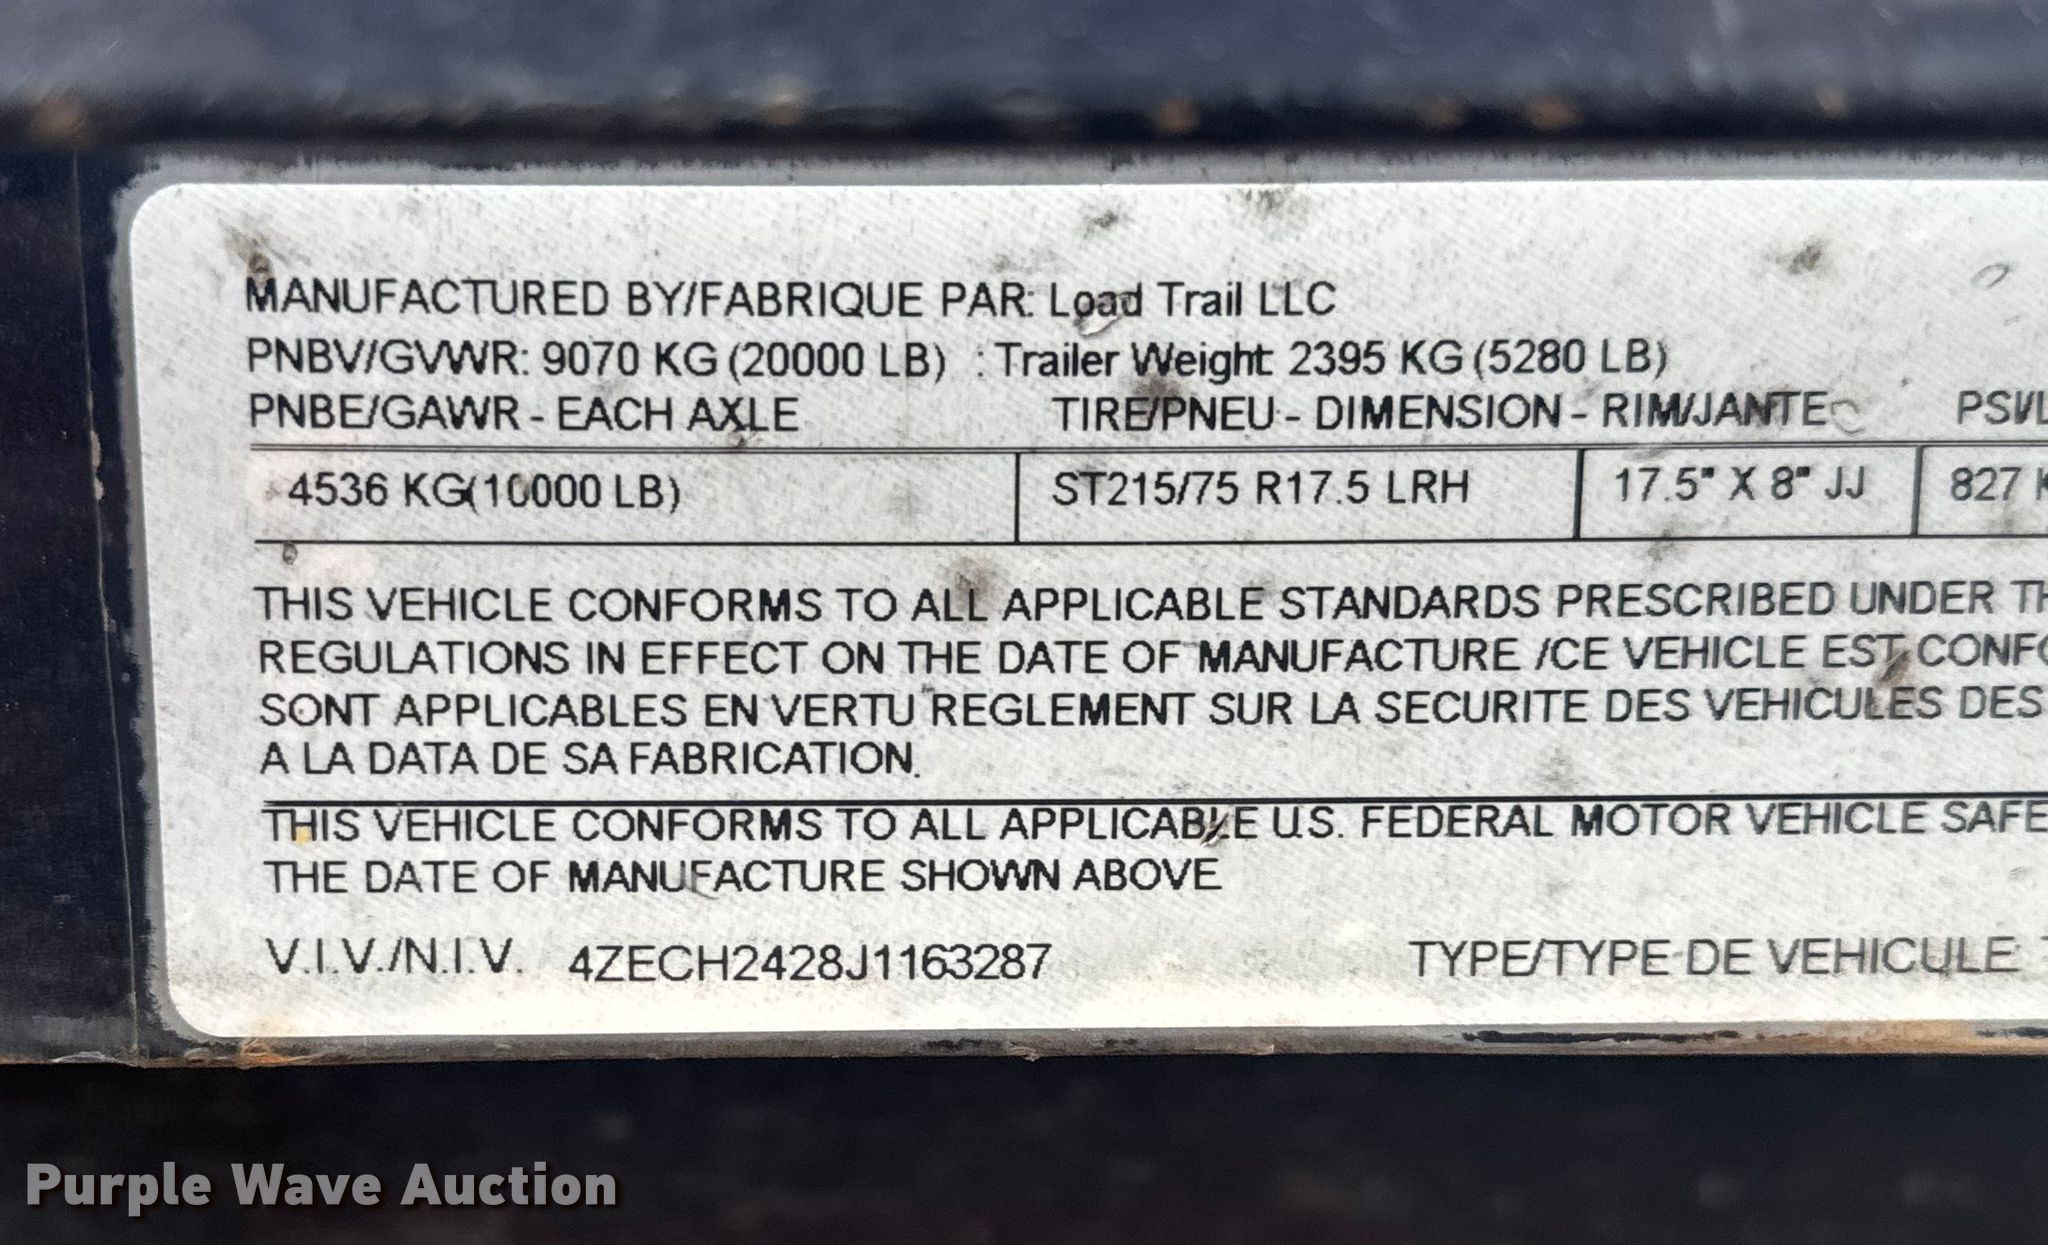 MANUFACTURED BY/FABRIQUE PAR: Load Trail LLC
PNBV/GVWR: 9070 KG (20000 LB) : Trailer Weight: 2395 KG (5280 LB)
PNBE/GAWR - EACH AXLE TIRE/PNEU - DIMENSION - RIM/JANTE PSI/
4536 KG(10000 LB) ST215/75 R17.5 LRH 17.5" X 8" JJ 827
THIS VEHICLE CONFORMS TO ALL APPLICABLE STANDARDS PRESCRIBED UNDER
REGULATIONS IN EFFECT ON THE DATE OF MANUFACTURE /CE VEHICLE EST
SONT APPLICABLES EN VERTU REGLEMENT SUR LA SECURITE DES VEHICULES DES
A LA DATA DE SA FABRICATION.
THIS VEHICLE CONFORMS TO ALL APPLICABLE U.S. FEDERAL MOTOR VEHICLE
THE DATE OF MANUFACTURE SHOWN ABOVE
V.I.V./N.I.V. 4ZECH2428J1163287 TYPE/TYPE DE VEHICULE
Purple Wave Auction